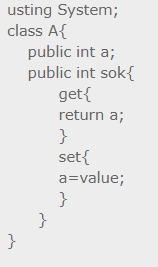 usting System;
class A{
public int a;
public int sok{
get{
return a;
}
set{
a=value;
}
}
}